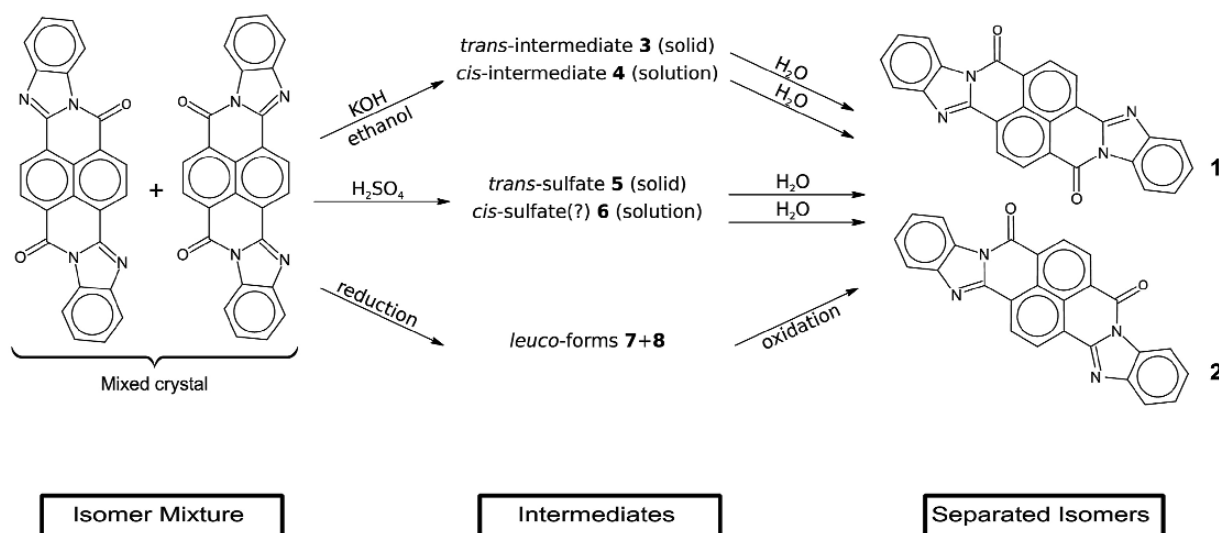 O
N
N
O
O
N
N
O
N
N
O
N
N
+
Mixed crystal
KOH
ethanol
H₂SO₄
reduction
trans-intermediate 3 (solid)
cis-intermediate 4 (solution)
trans-sulfate 5 (solid)
cis-sulfate(?) 6 (solution)
leuco-forms 7+8
H₂O
H₂O
H₂O
H₂O
oxidation
O
N
N
N
N
O
1
O
N
N
O
N
N
2
Isomer Mixture
Intermediates
Separated Isomers